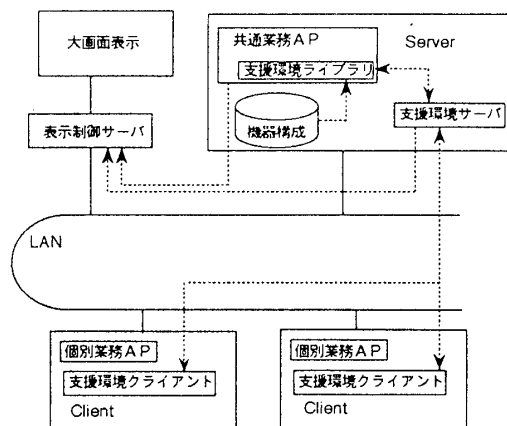 大画面表示
共通業務AP
Server
支援環境ライブラリ
機器構成
支援環境サーバ
表示制御サーバ
LAN
個別業務AP
支援環境クライアント
Client
個別業務AP
支援環境クライアント
Client